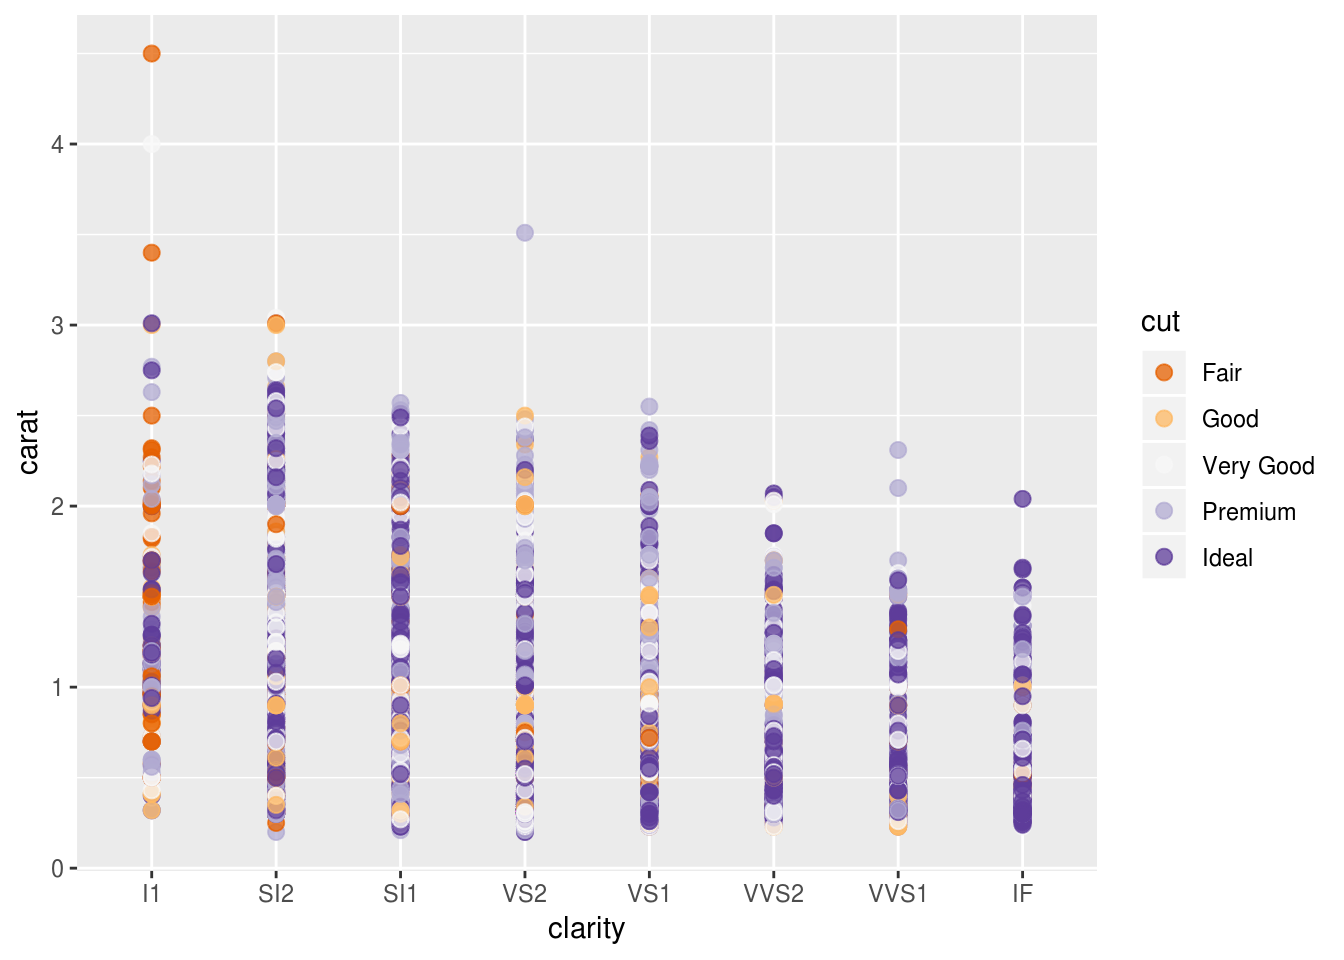 4
3
2
1
0
carat
I1 SI2 SI1 VS2 VS1 VVS2 VVS1 IF
clarity
cut
Fair
Good
Very Good
Premium
Ideal